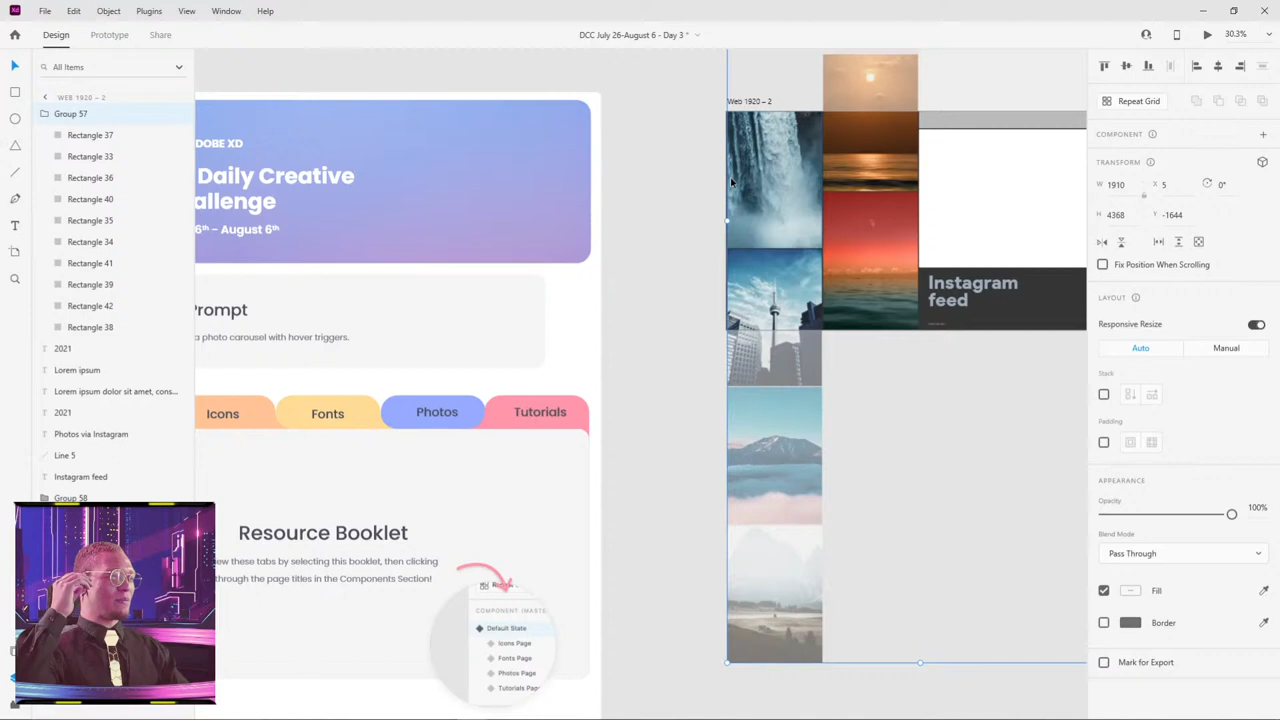 Xd File Edit Object Plugins View Window Help
Design Prototype Share
DCC July 26-August 6 - Day 3 *
30.3%
All Items
WEB 1920 – 2
Group 57
Rectangle 37
Rectangle 33
Rectangle 36
Rectangle 40
Rectangle 35
Rectangle 34
Rectangle 41
Rectangle 39
Rectangle 42
Rectangle 38
2021
Lorem ipsum
Lorem ipsum dolor sit amet, cons...
2021
Photos via Instagram
Line 5
Instagram feed
Group 58
DOBE XD
Daily Creative
allenge
6th – August 6th
Prompt
a photo carousel with hover triggers.
Icons
Fonts
Photos
Tutorials
Resource Booklet
ew these tabs by selecting this booklet, then clicking
through the page titles in the Components Section!
COMPONENT (MASTE
Default State
Icons Page
Fonts Page
Photos Page
Tutorials Pag
Web 1920 – 2
Instagram
feed
Repeat Grid
COMPONENT
TRANSFORM
W 1910 X 5 0°
H 4368 Y -1644
Fix Position When Scrolling
LAYOUT
Responsive Resize
Auto Manual
Stack
Padding
APPEARANCE
Opacity
100%
Blend Mode
Pass Through
Fill
Border
Mark for Export